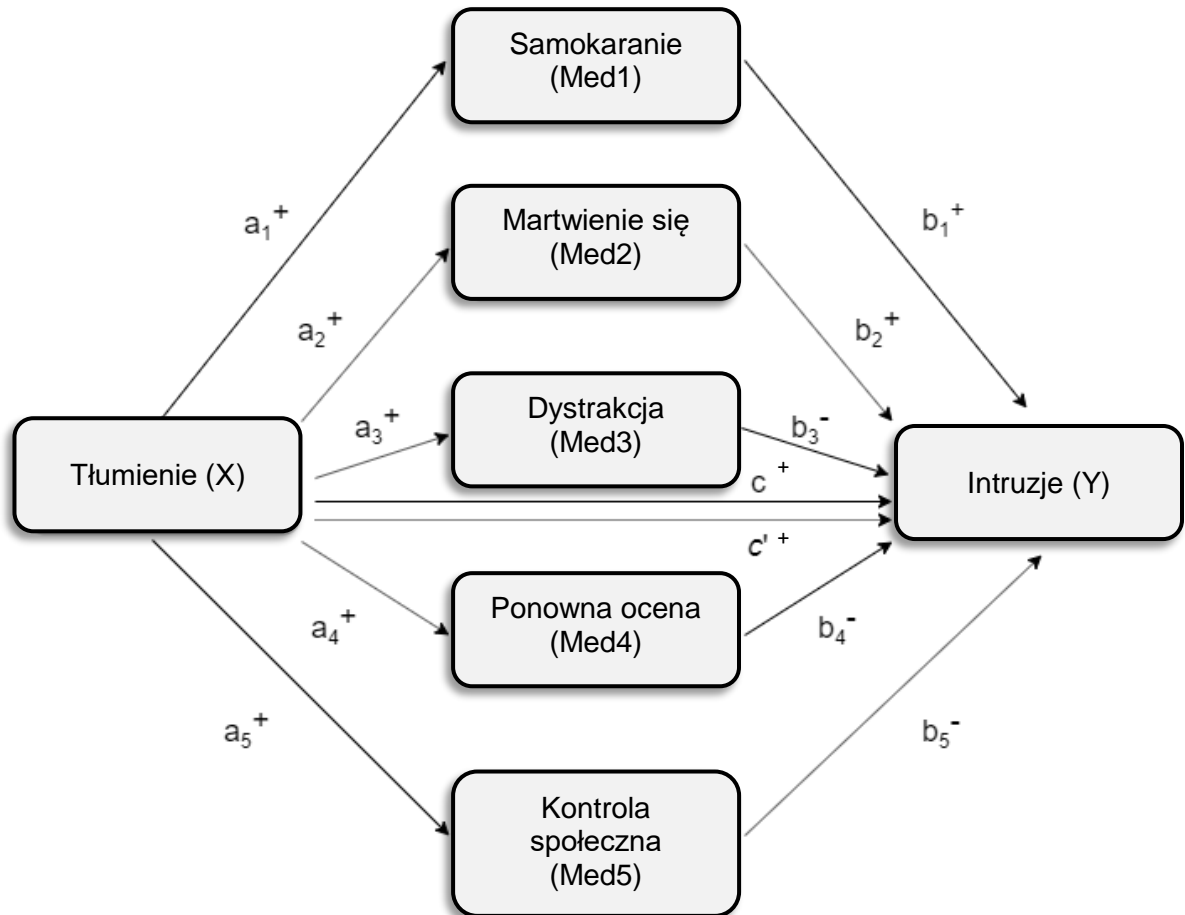 Samokaranie
(Med1)
a₁⁺
b₁⁺
Martwienie się
(Med2)
a₂⁺
b₂⁺
Dystrakcja
(Med3)
a₃⁺
b₃⁻
Tłumienie (X)
c⁺
Intruzje (Y)
c'⁺
Ponowna ocena
(Med4)
a₄⁺
b₄⁻
a₅⁺
b₅⁻
Kontrola
społeczna
(Med5)